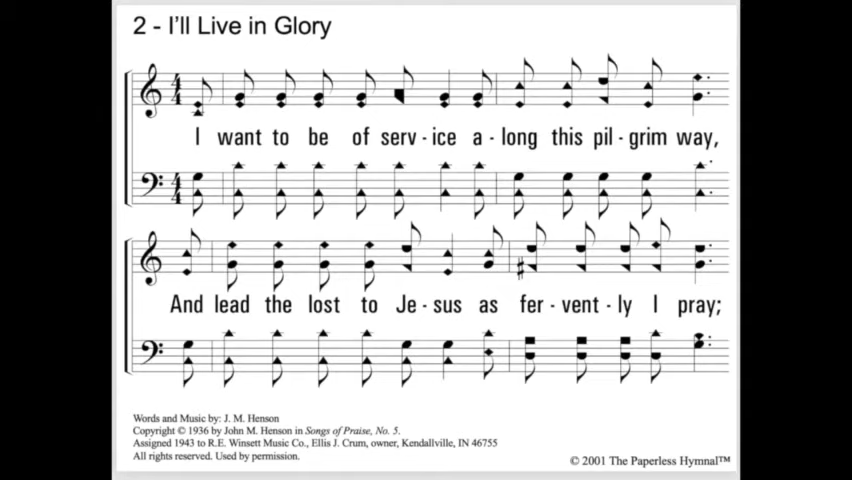 2 - I'll Live in Glory
I want to be of serv - ice a - long this pil - grim way,
And lead the lost to Je - sus as fer - vent - ly I pray;
Words and Music by: J. M. Henson
Copyright © 1936 by John M. Henson in Songs of Praise, No. 5.
Assigned 1943 to R.E. Winsett Music Co., Ellis J. Crum, owner, Kendallville, IN 46755
All rights reserved. Used by permission.
© 2001 The Paperless Hymnal™